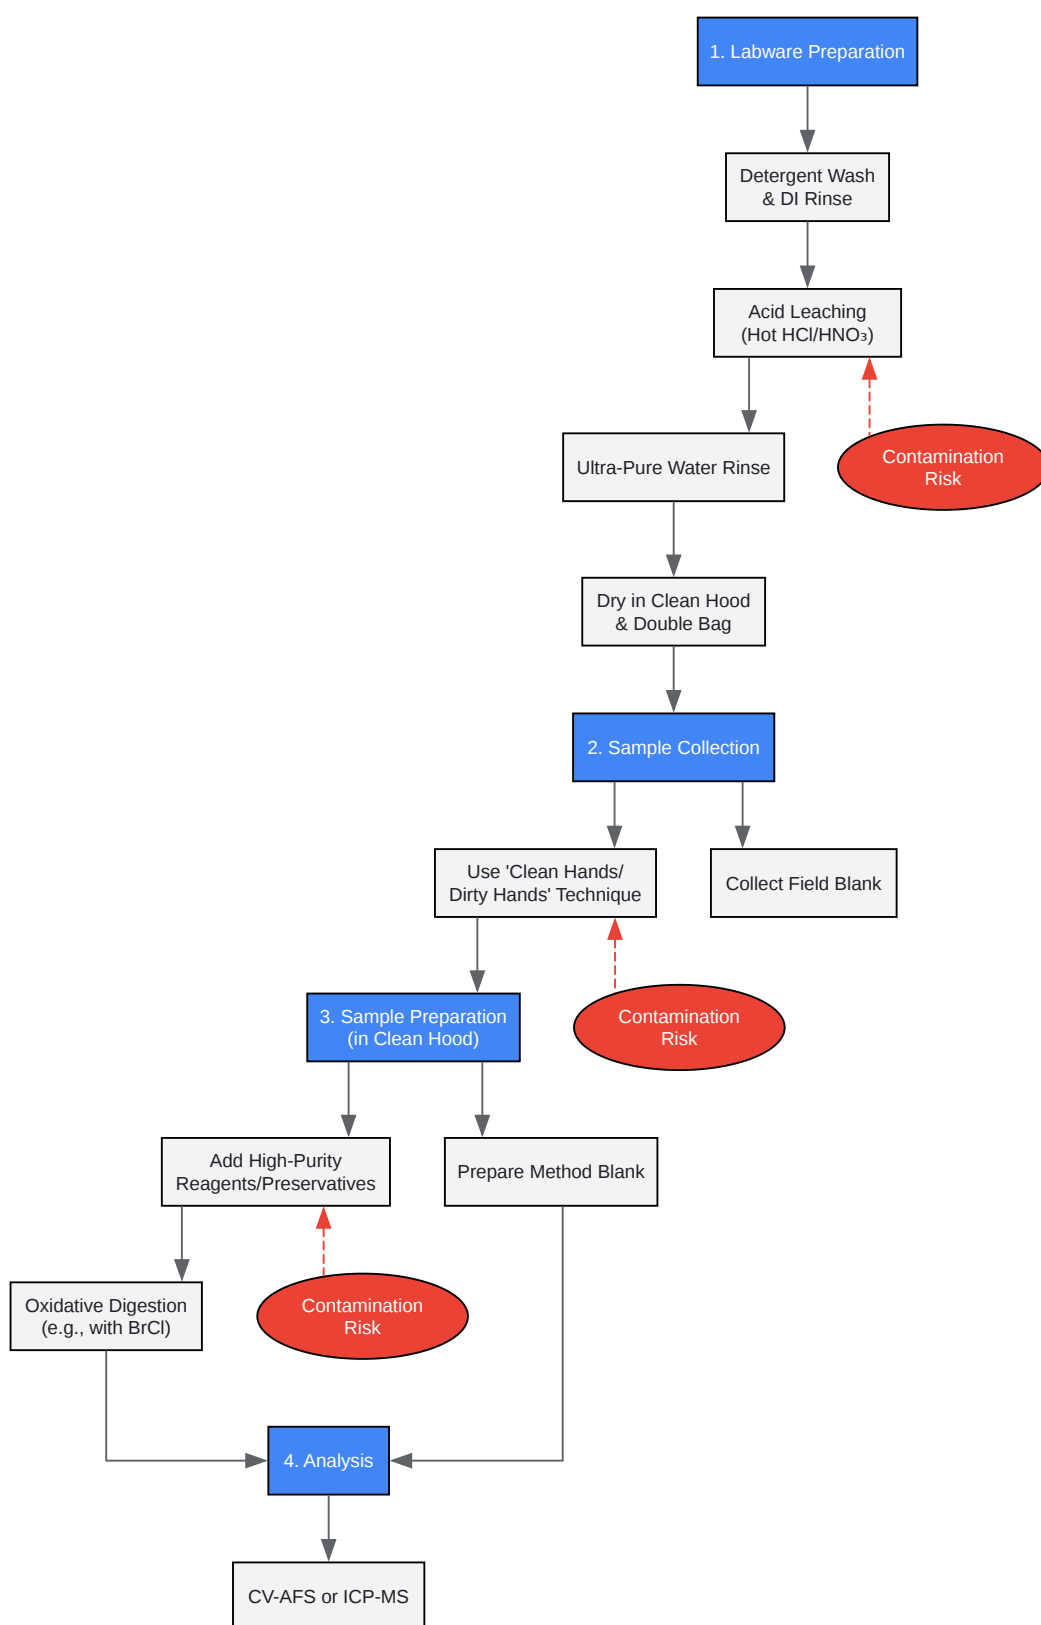 1. Labware Preparation
Detergent Wash
& DI Rinse
Acid Leaching
(Hot HCl/HNO₃)
Ultra-Pure Water Rinse
Contamination
Risk
Dry in Clean Hood
& Double Bag
2. Sample Collection
Use 'Clean Hands/
Dirty Hands' Technique
Collect Field Blank
3. Sample Preparation
(in Clean Hood)
Contamination
Risk
Add High-Purity
Reagents/Preservatives
Prepare Method Blank
Oxidative Digestion
(e.g., with BrCl)
Contamination
Risk
4. Analysis
CV-AFS or ICP-MS